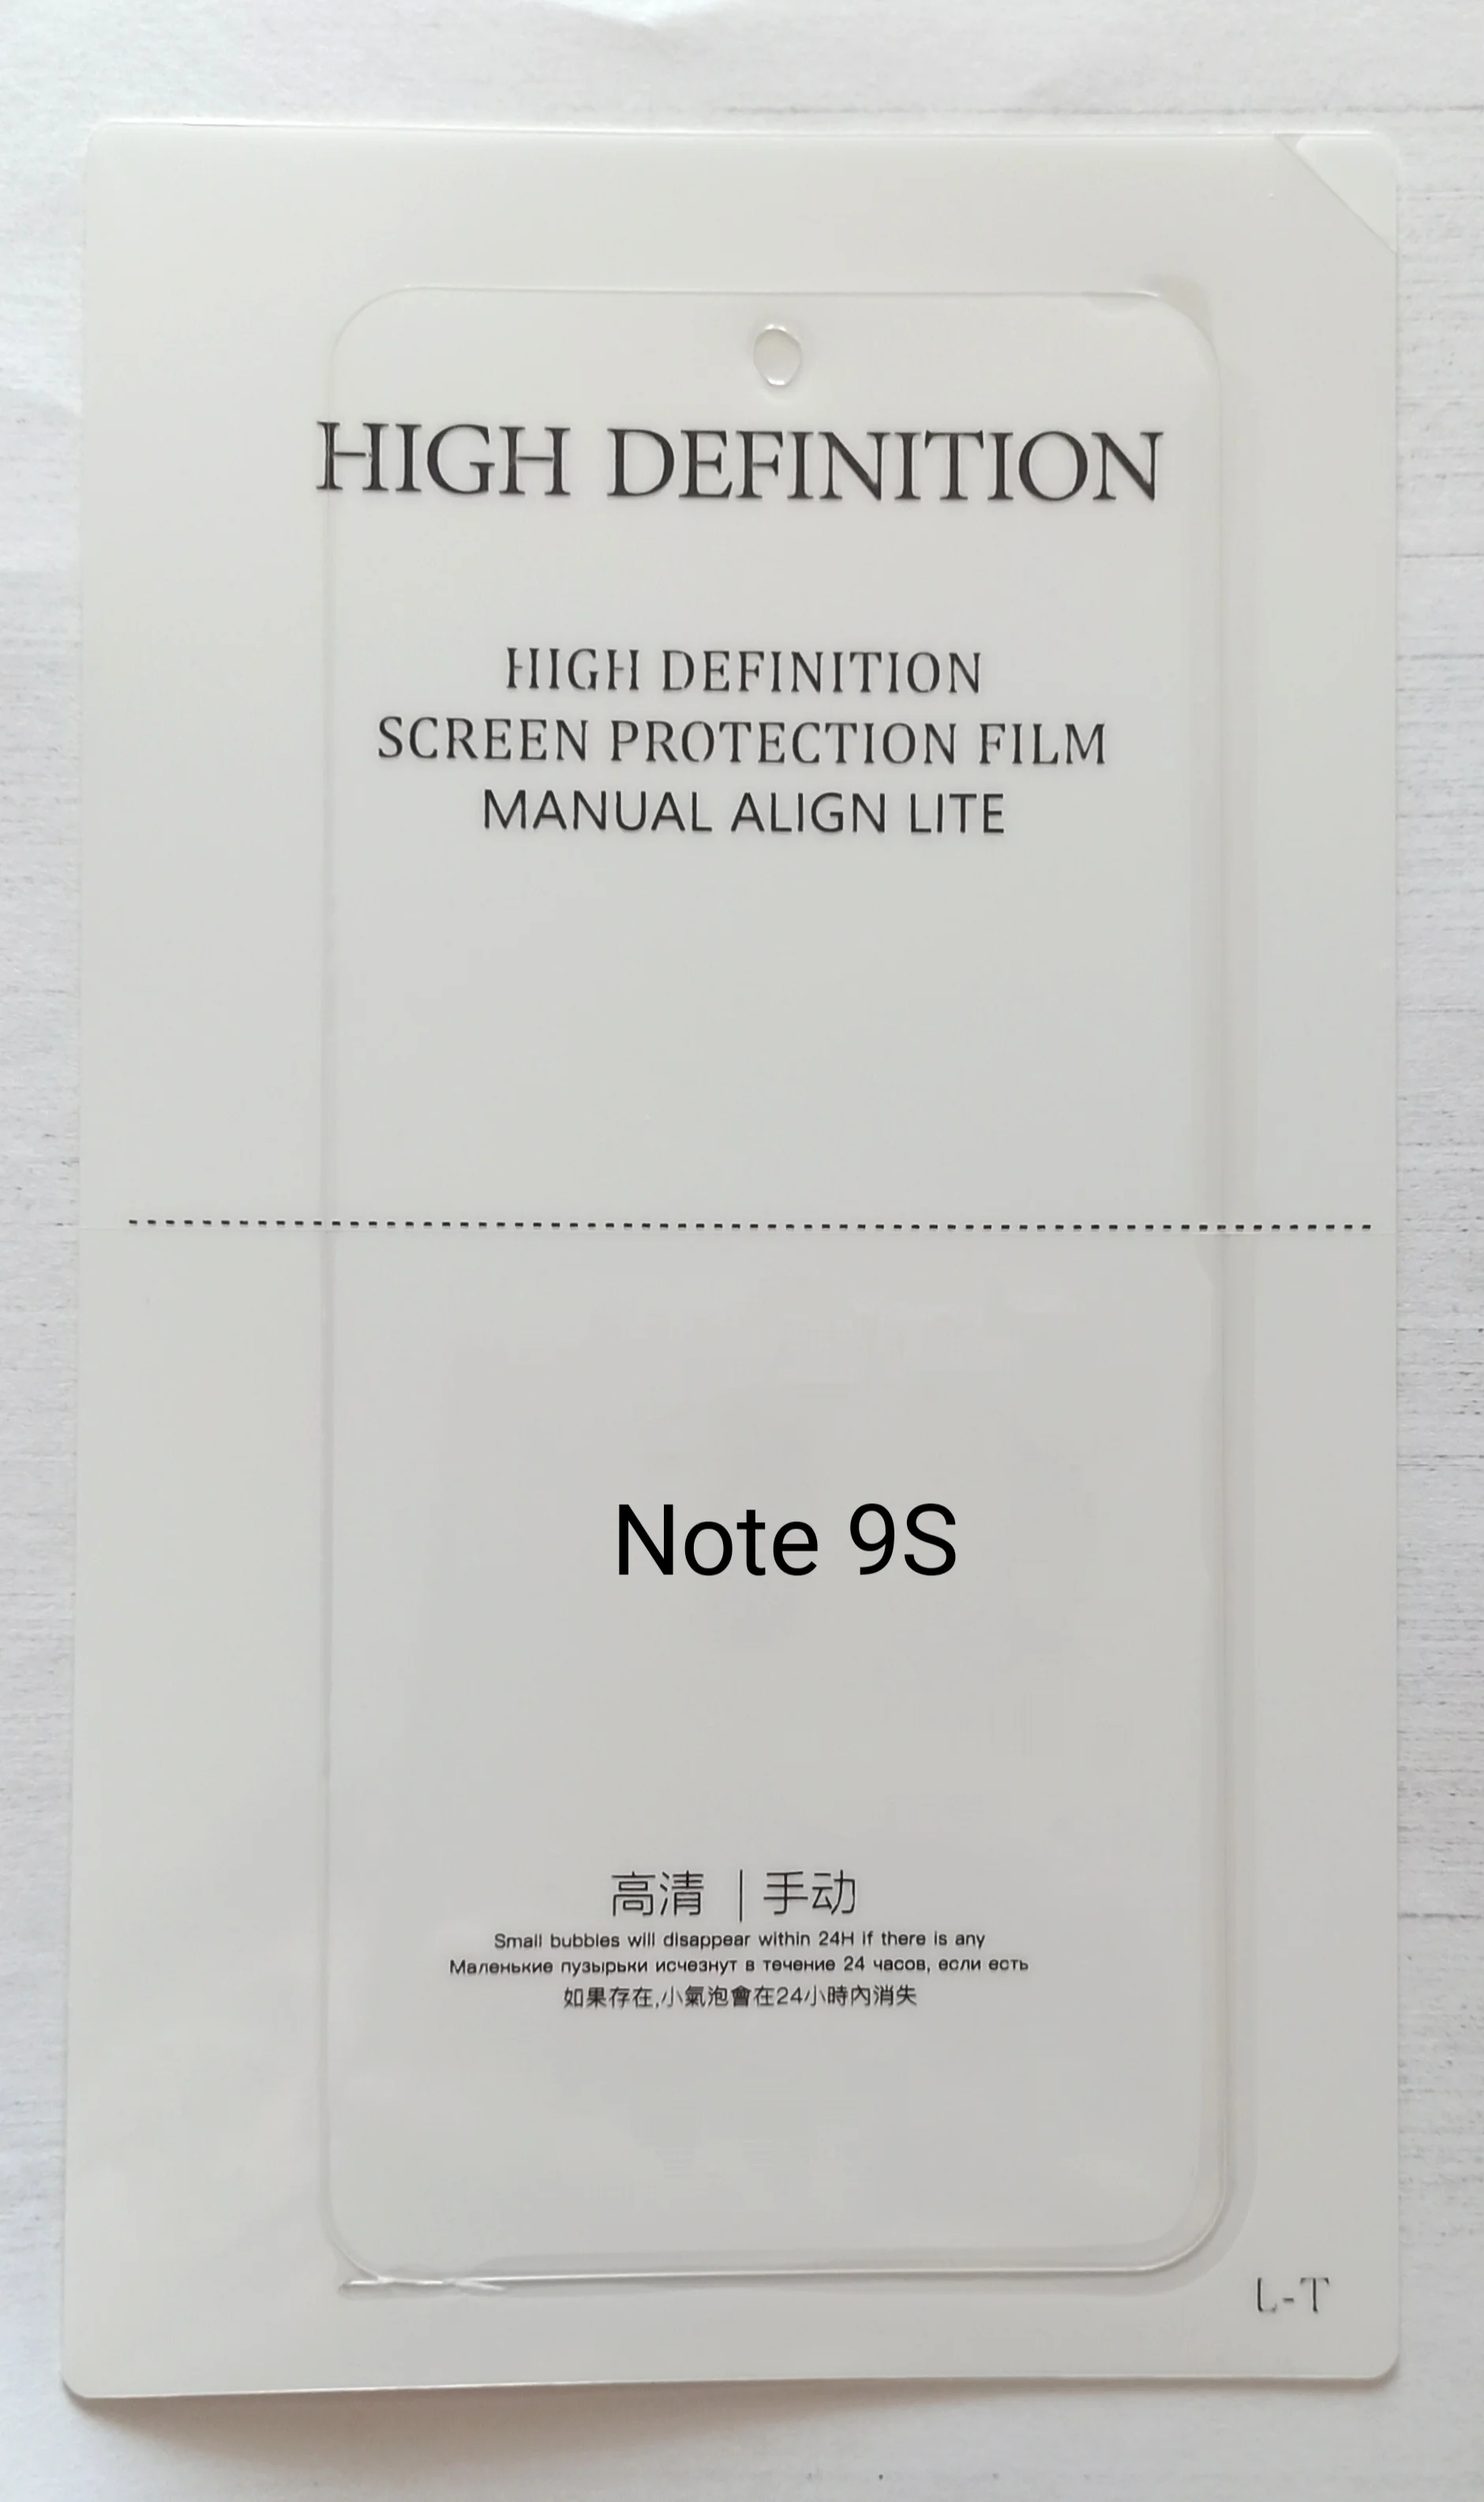 HIGH DEFINITION
HIGH DEFINITION
SCREEN PROTECTION FILM
MANUAL ALIGN LITE
Note 9S
高清 | 手动
Small bubbles will disappear within 24H if there is any
Маленькие пузырьки исчезнут в течение 24 часов, если есть
如果存在,小氣泡會在24小時內消失
L-T